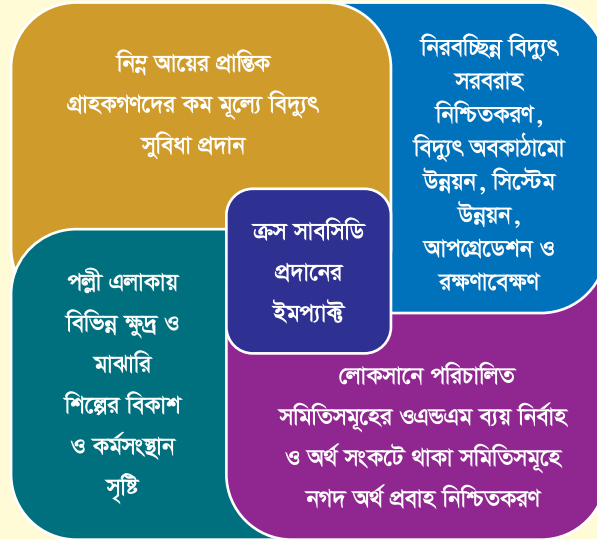 নিম্ন আয়ের প্রান্তিক
গ্রাহকগণদের কম মূল্যে বিদ্যুৎ
সুবিধা প্রদান
নিরবচ্ছিন্ন বিদ্যুৎ
সরবরাহ
নিশ্চিতকরণ,
বিদ্যুৎ অবকাঠামো
উন্নয়ন, সিস্টেম
উন্নয়ন,
আপগ্রেডেশন ও
রক্ষণাবেক্ষণ
ক্রস সাবসিডি
প্রদানের
ইমপ্যাক্ট
পল্লী এলাকায়
বিভিন্ন ক্ষুদ্র ও
মাঝারি
শিল্পের বিকাশ
ও কর্মসংস্থান
সৃষ্টি
লোকসানে পরিচালিত
সমিতিসমূহের ওএন্ডএম ব্যয় নির্বাহ
ও অর্থ সংকটে থাকা সমিতিসমূহে
নগদ অর্থ প্রবাহ নিশ্চিতকরণ